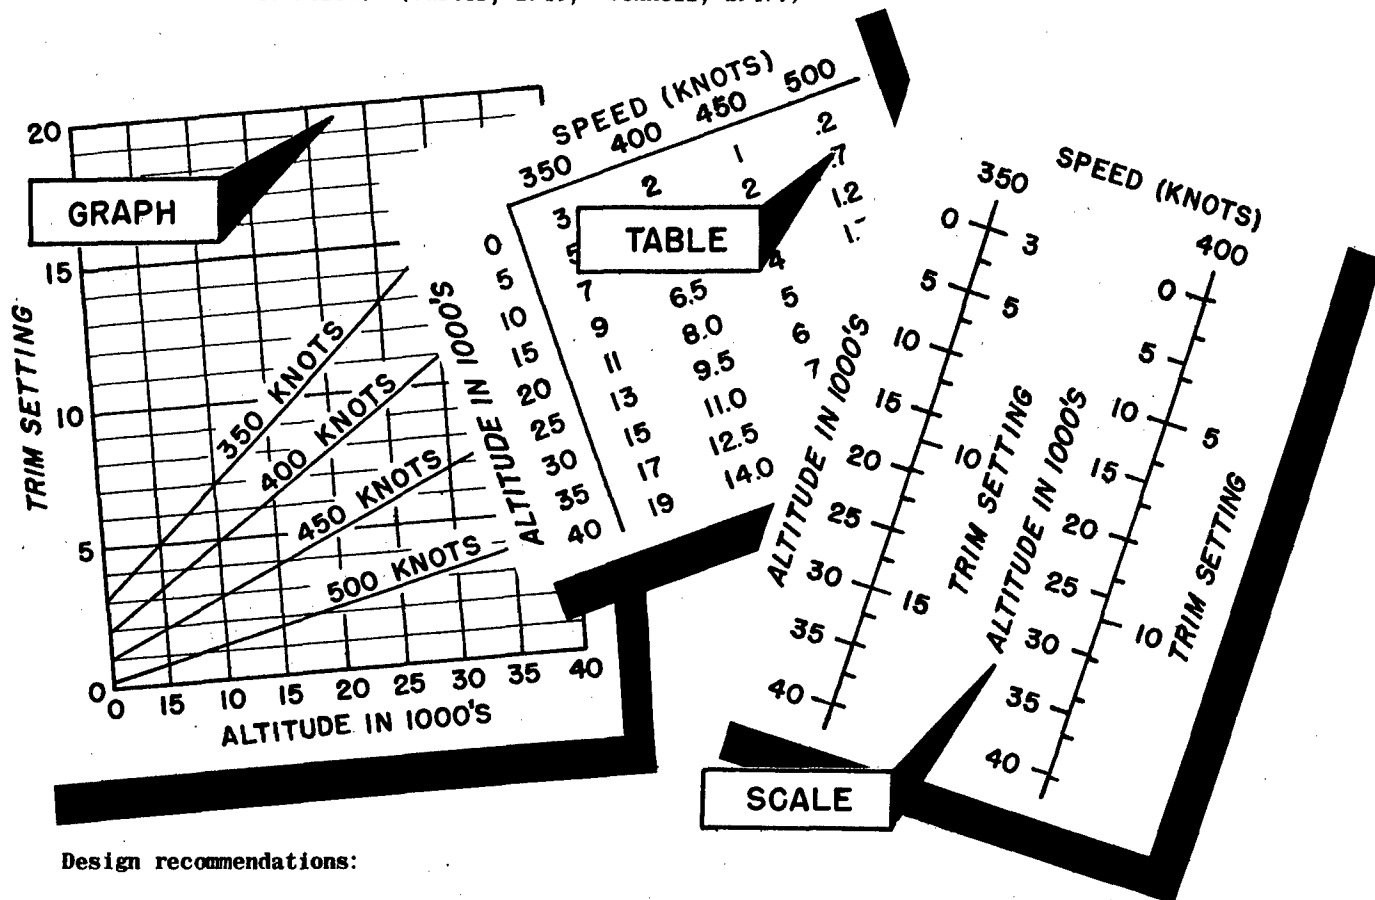 20
15
10
5
0
TRIM SETTING
GRAPH
350 KNOTS
400 KNOTS
450 KNOTS
500 KNOTS
0 15 10 15 20 25 30 35 40
ALTITUDE IN 1000'S
SPEED (KNOTS)
350 400 450 500
ALTITUDE IN 1000'S
0 3 2 1 .2
5 5 2 .7
10 7 6.5 4 1.2
15 9 8.0 5
20 11 9.5 6
25 13 11.0 7
30 15 12.5
35 17 14.0
40 19
TABLE
SPEED (KNOTS)
350
0
5
10
15
20
25
30
35
40
ALTITUDE IN 1000'S
3
5
10
15
TRIM SETTING
400
0
5
10
15
20
25
30
35
40
ALTITUDE IN 1000'S
5
10
TRIM SETTING
SCALE
Design recommendations: